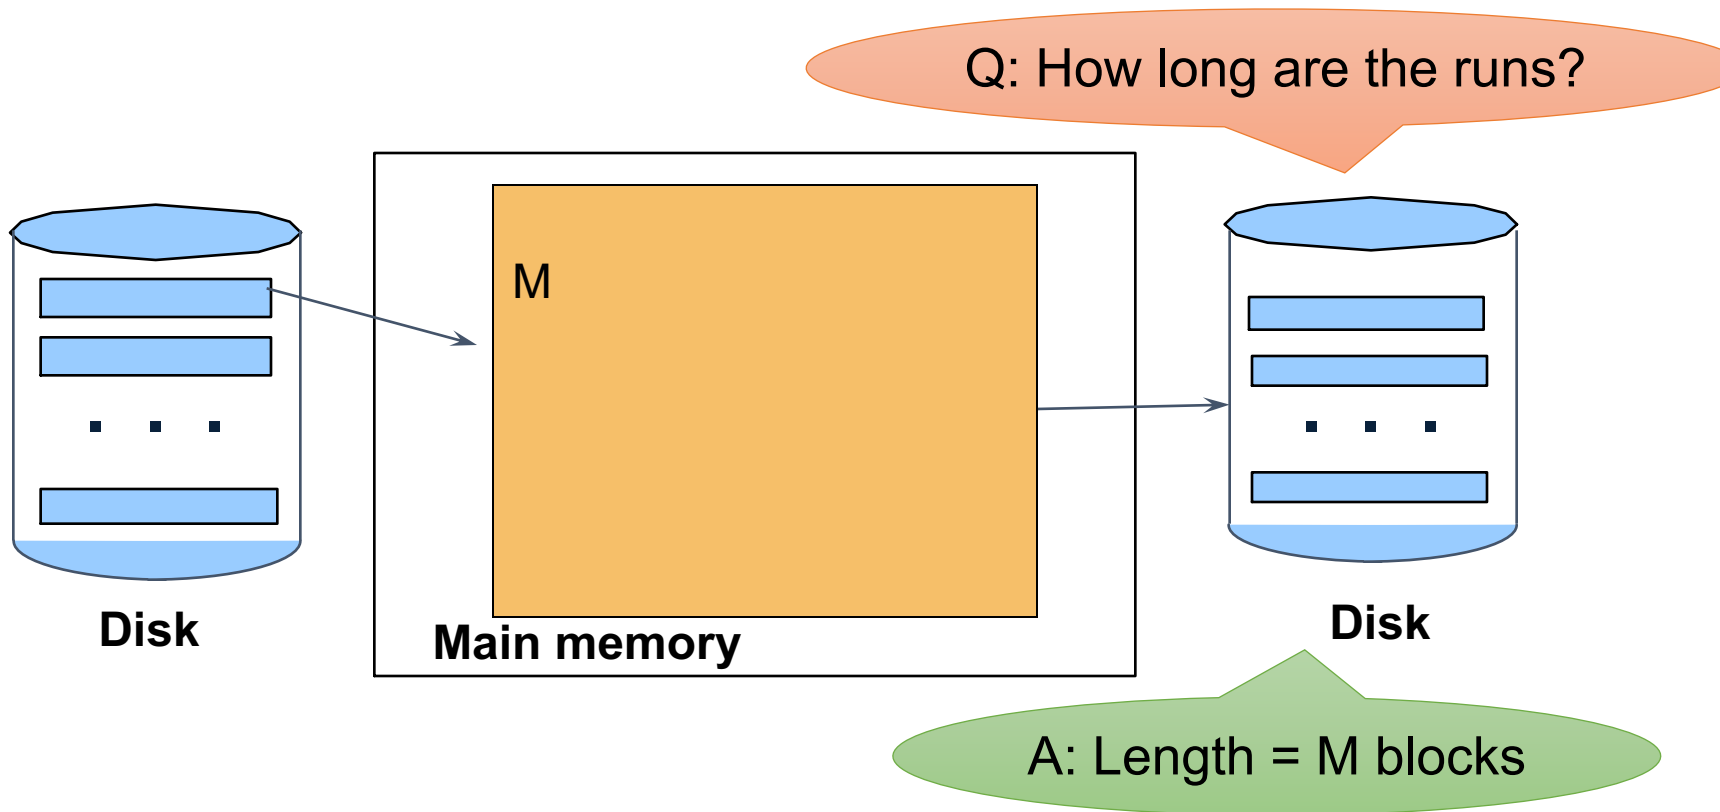 Q: How long are the runs?
M
Disk
Main memory
Disk
A: Length = M blocks